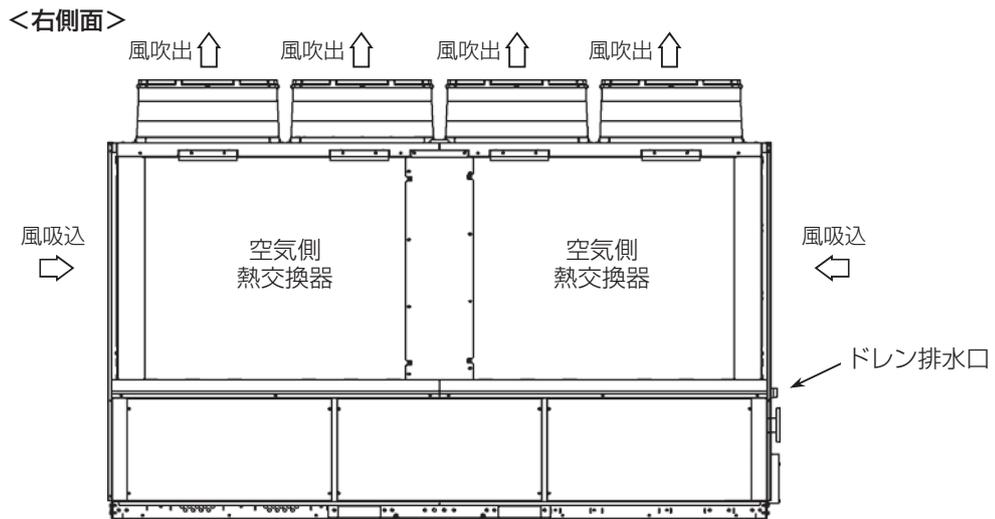 ＜右側面＞
風吹出
風吹出
風吹出
風吹出
風吸込
空気側
熱交換器
空気側
熱交換器
風吸込
ドレン排水口